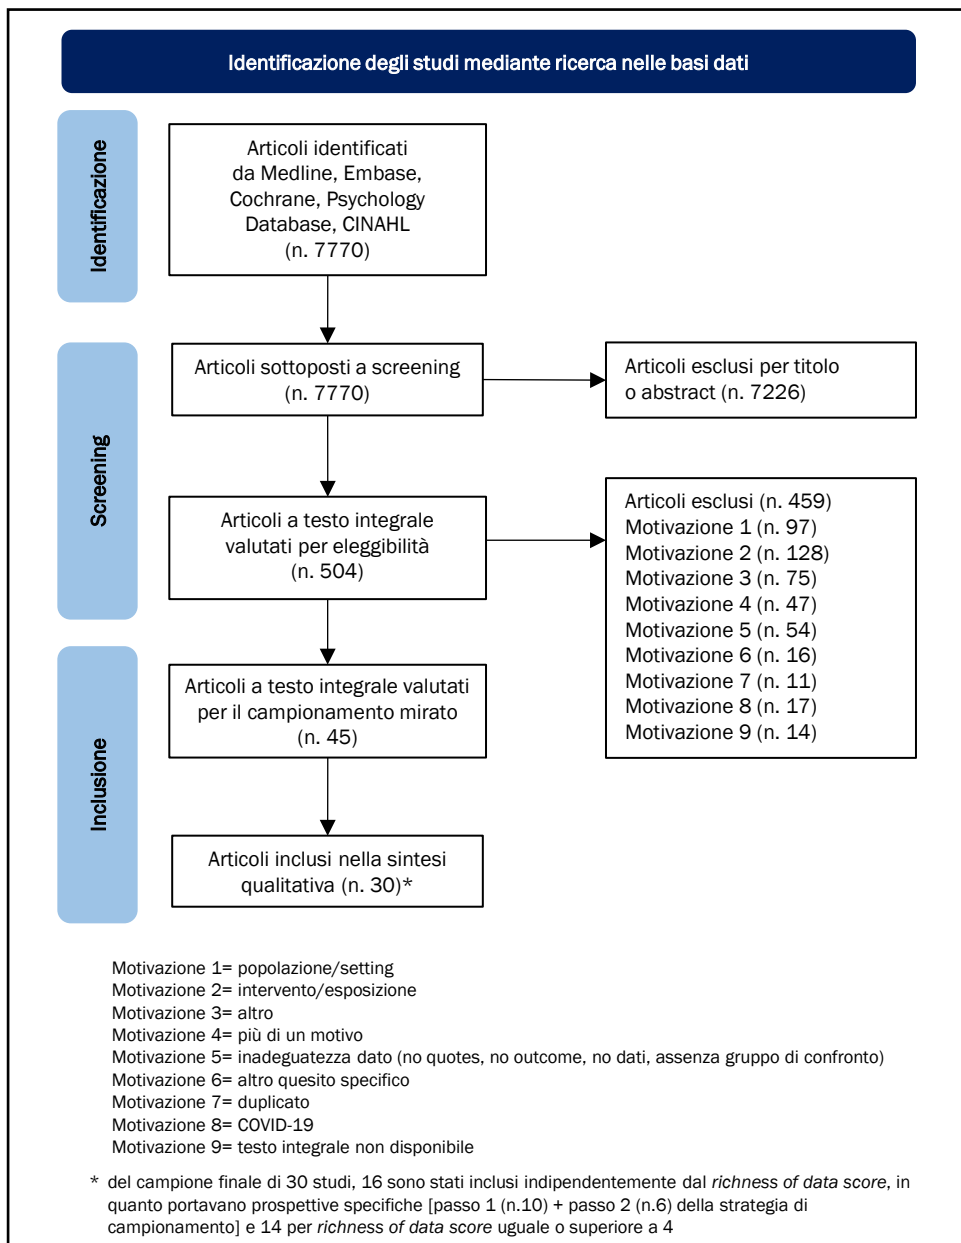 Identificazione degli studi mediante ricerca nelle basi dati
Identificazione
Articoli identificati
da Medline, Embase,
Cochrane, Psychology
Database, CINAHL
(n. 7770)
Screening
Articoli sottoposti a screening
(n. 7770)
Articoli esclusi per titolo
o abstract (n. 7226)
Articoli a testo integrale
valutati per eleggibilità
(n. 504)
Articoli esclusi (n. 459)
Motivazione 1 (n. 97)
Motivazione 2 (n. 128)
Motivazione 3 (n. 75)
Motivazione 4 (n. 47)
Motivazione 5 (n. 54)
Motivazione 6 (n. 16)
Motivazione 7 (n. 11)
Motivazione 8 (n. 17)
Motivazione 9 (n. 14)
Inclusione
Articoli a testo integrale valutati
per il campionamento mirato
(n. 45)
Articoli inclusi nella sintesi
qualitativa (n. 30)*
Motivazione 1= popolazione/setting
Motivazione 2= intervento/esposizione
Motivazione 3= altro
Motivazione 4= più di un motivo
Motivazione 5= inadeguatezza dato (no quotes, no outcome, no dati, assenza gruppo di confronto)
Motivazione 6= altro quesito specifico
Motivazione 7= duplicato
Motivazione 8= COVID-19
Motivazione 9= testo integrale non disponibile
* del campione finale di 30 studi, 16 sono stati inclusi indipendentemente dal richness of data score, in
quanto portavano prospettive specifiche [passo 1 (n.10) + passo 2 (n.6) della strategia di
campionamento] e 14 per richness of data score uguale o superiore a 4